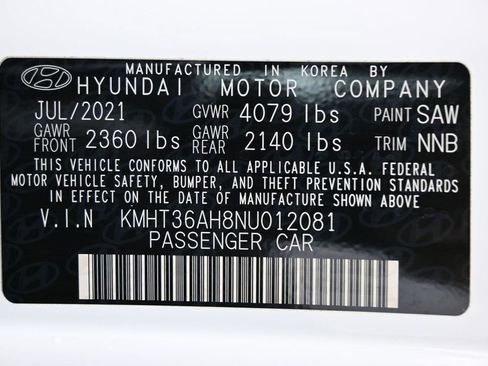 MANUFACTURED IN KOREA BY
HYUNDAI MOTOR COMPANY
JUL/2021 GVWR 4079 lbs PAINT SAW
GAWR FRONT 2360 lbs GAWR REAR 2140 lbs TRIM NNB
THIS VEHICLE CONFORMS TO ALL APPLICABLE U.S.A. FEDERAL
MOTOR VEHICLE SAFETY, BUMPER, AND THEFT PREVENTION STANDARDS
IN EFFECT ON THE DATE OF MANUFACTURE SHOWN ABOVE
V.I.N KMHT36AH8NU012081
PASSENGER CAR